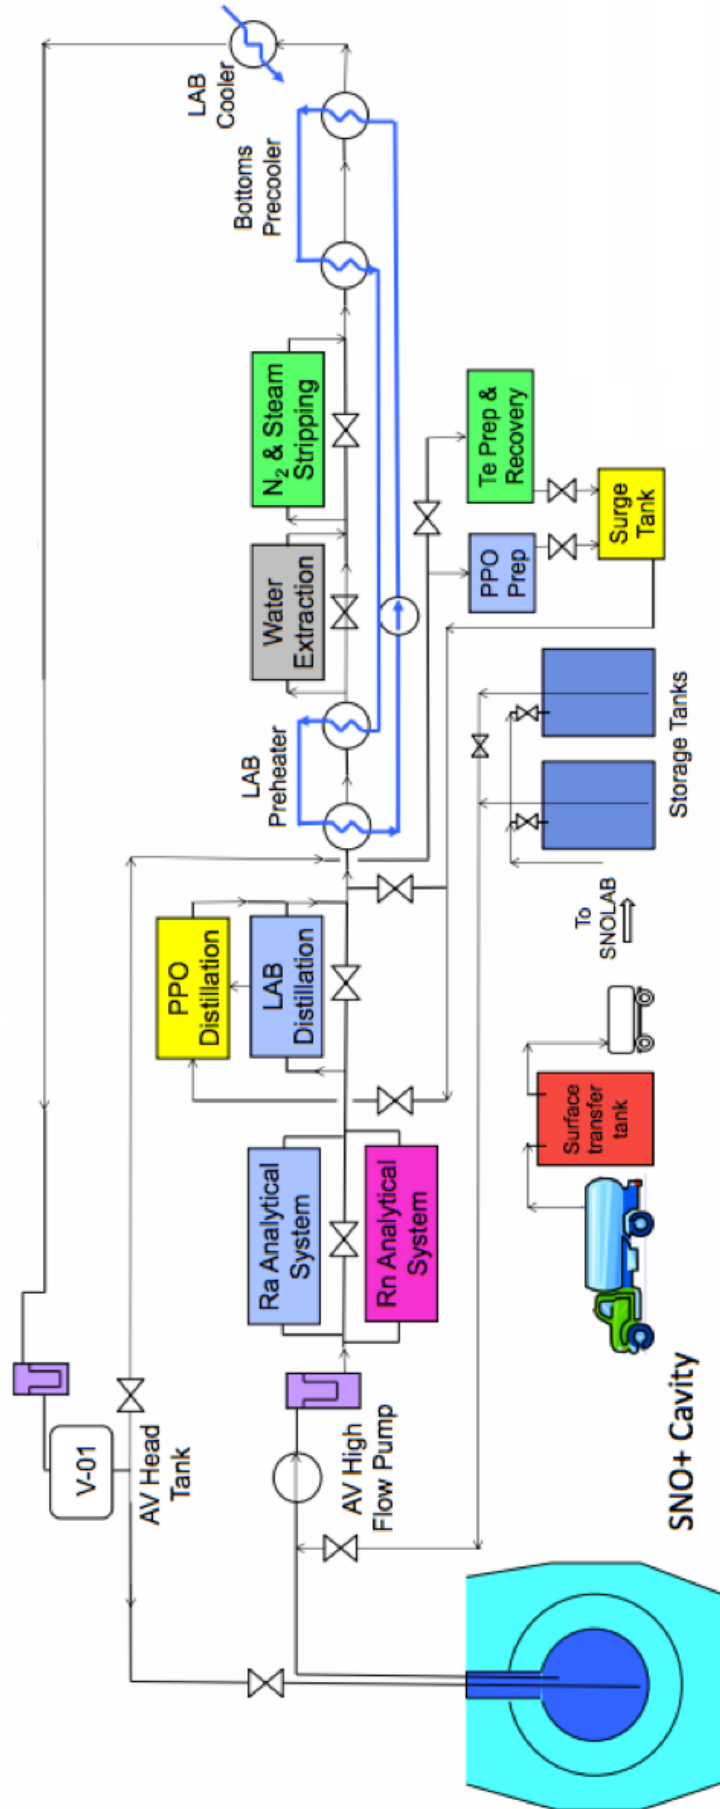 LAB
Cooler
Bottoms
Precooler
N₂ & Steam
Stripping
Te Prep &
Recovery
Surge
Tank
PPO
Prep
Water
Extraction
LAB
Preheater
Storage Tanks
To
SNOLAB
PPO
Distillation
LAB
Distillation
Surface
transfer
tank
Ra Analytical
System
Rn Analytical
System
V-01
AV Head
Tank
AV High
Flow Pump
SNO+ Cavity